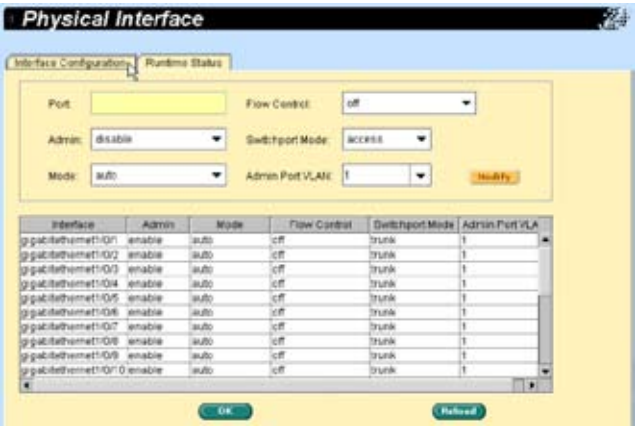 Physical Interface
Interface Configuration Runtime Status
Port: Flow Control: off
Admin: disable Switchport Mode: access
Mode: auto Admin Port VLAN: 1 Modify
Interface Admin Mode Flow Control Switchport Mode Admin Port VLA
gigabitethernet1/0/1 enable auto off trunk 1
gigabitethernet1/0/2 enable auto off trunk 1
gigabitethernet1/0/3 enable auto off trunk 1
gigabitethernet1/0/4 enable auto off trunk 1
gigabitethernet1/0/5 enable auto off trunk 1
gigabitethernet1/0/6 enable auto off trunk 1
gigabitethernet1/0/7 enable auto off trunk 1
gigabitethernet1/0/8 enable auto off trunk 1
gigabitethernet1/0/9 enable auto off trunk 1
gigabitethernet1/0/10 enable auto off trunk 1
OK Reload